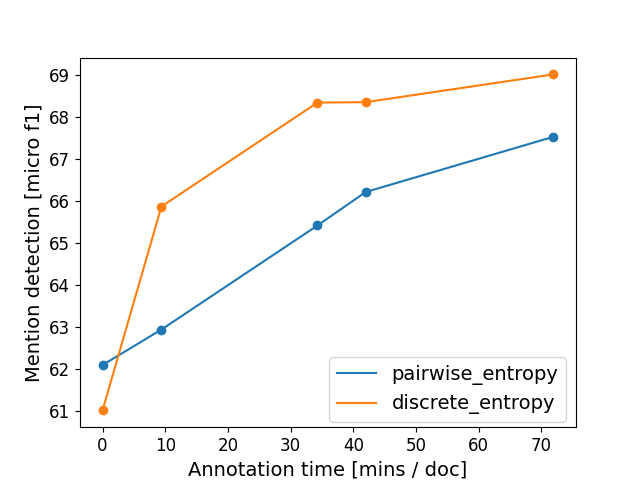 69
68
67
66
65
64
63
62
61
Mention detection [micro f1]
pairwise_entropy
discrete_entropy
0 10 20 30 40 50 60 70
Annotation time [mins / doc]